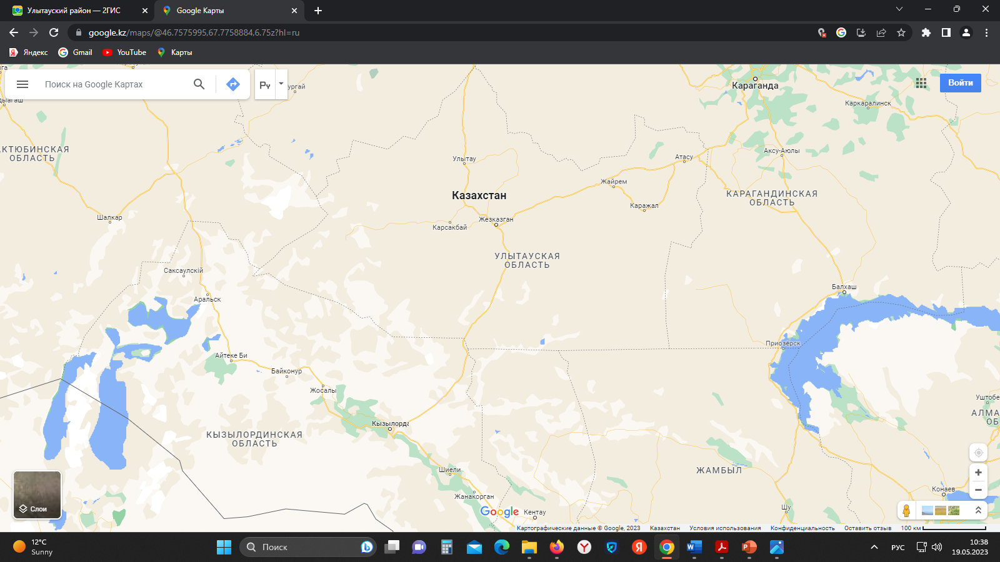 Улытауский район — 2ГИС
Google Карты
google.kz/maps/@46.7575995,67.7758884,6.75z?hl=ru
Яндекс
Gmail
YouTube
Карты
Поиск на Google Картах
Войти
Караганда
Каркаралинск
АКТЮБИНСКАЯ
ОБЛАСТЬ
Улытау
Атасу
Аксу-Аюлы
Жайрем
Казахстан
Каражал
КАРАГАНДИНСКАЯ
ОБЛАСТЬ
Шалкар
Жезказган
Карсакбай
УЛЫТАУСКАЯ
ОБЛАСТЬ
Саксаулскій
Аральск
Балхаш
Приозёрск
Айтеке Би
Байконур
Жосалы
Уштобе
АЛМА
ОБ
Кызылорда
КЫЗЫЛОРДИНСКАЯ
ОБЛАСТЬ
Шиели
ЖАМБЫЛ
Жанакорган
Конаев
Кентау
Шу
Слои
Google
Картографические данные © Google, 2023
Казахстан
Условия использования
Конфиденциальность
Оставить отзыв
100 км
12°C
Sunny
Поиск
РУС
10:38
19.05.2023